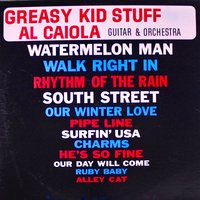 GREASY KID STUFF
AL CAIOLA GUITAR & ORCHESTRA
WATERMELON MAN
WALK RIGHT IN
RHYTHM OF THE RAIN
SOUTH STREET
OUR WINTER LOVE
PIPE LINE
SURFIN' USA
CHARMS
HE'S SO FINE
OUR DAY WILL COME
RUBY BABY
ALLEY CAT